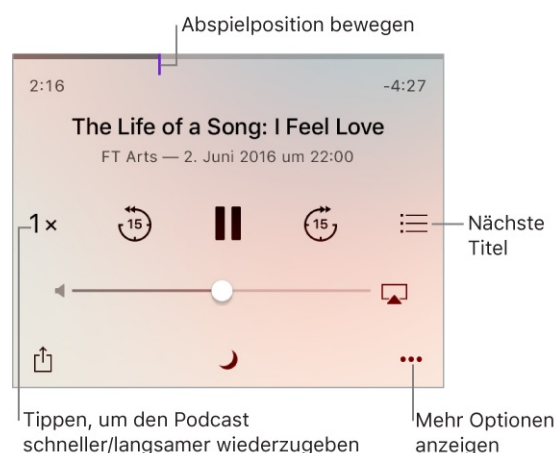 Abspielposition bewegen
2:16 -4:27
The Life of a Song: I Feel Love
FT Arts — 2. Juni 2016 um 22:00
1× 15 15
Nächste
Titel
Tippen, um den Podcast
schneller/langsamer wiederzugeben
Mehr Optionen
anzeigen